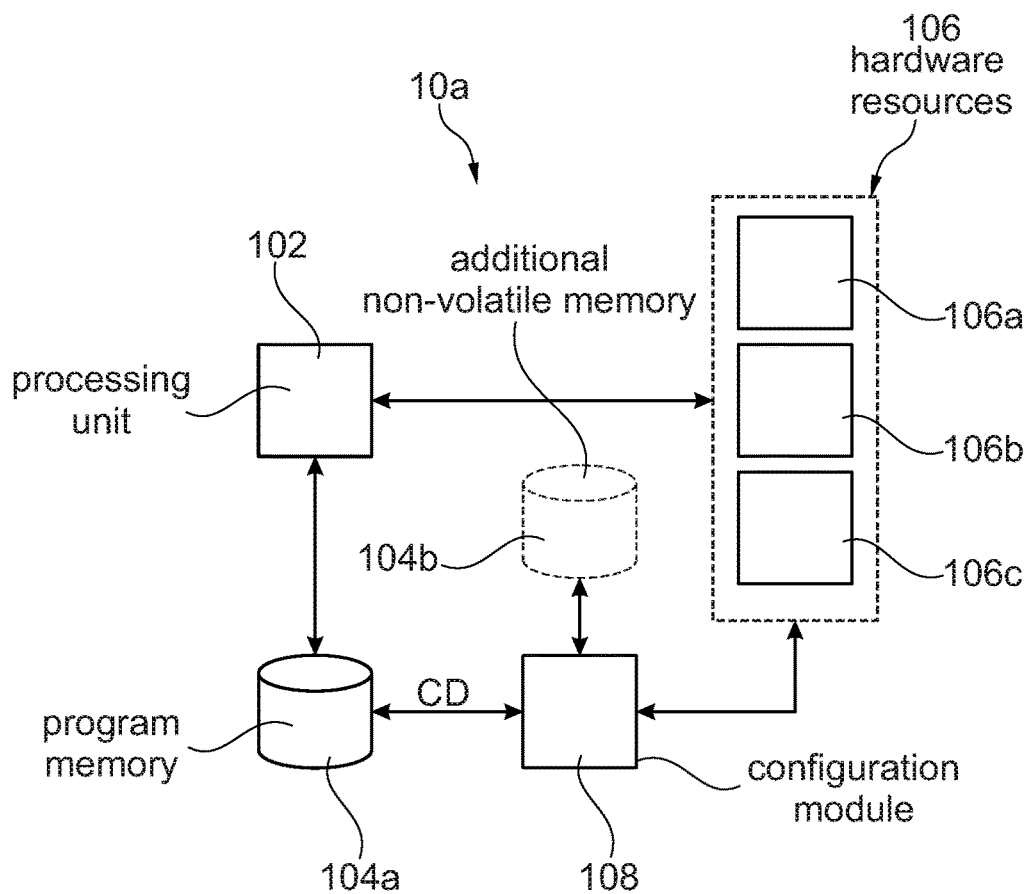 106
hardware
resources
10a
102
additional
non-volatile memory
106a
processing
unit
106b
104b
106c
CD
program
memory
configuration
module
104a
108